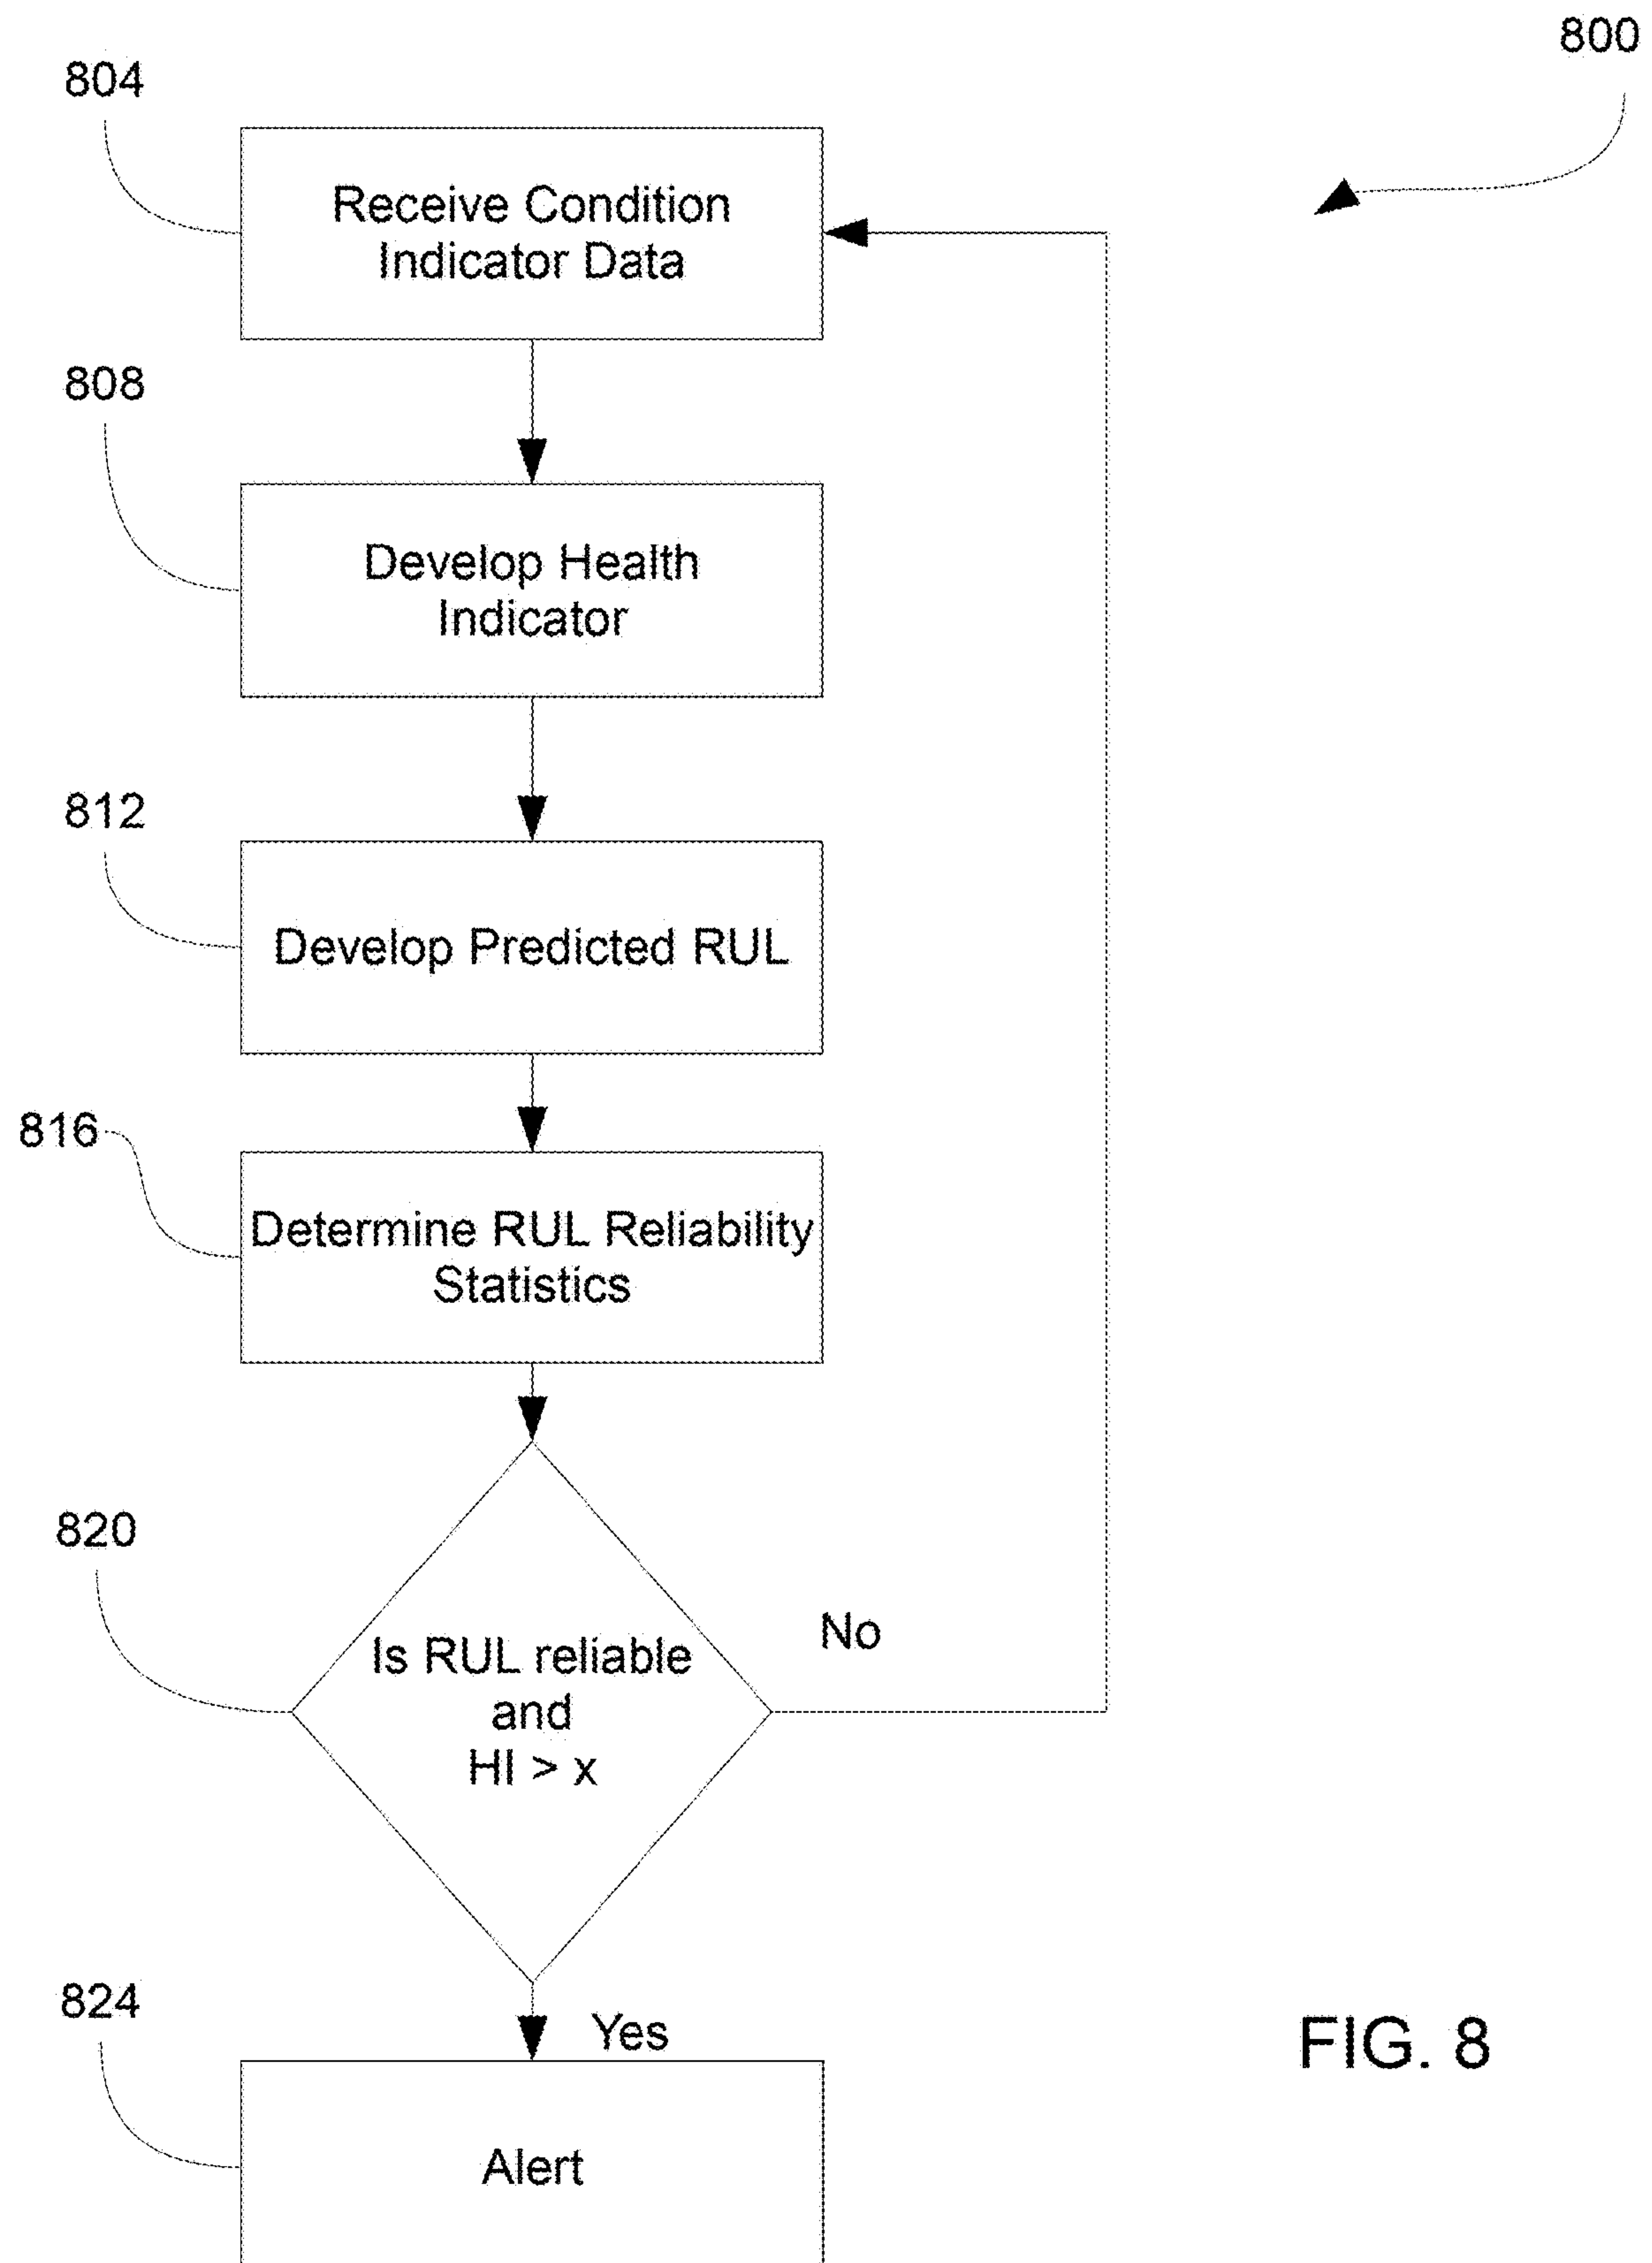 800
804
Receive Condition
Indicator Data
808
Develop Health
Indicator
812
Develop Predicted RUL
816
Determine RUL Reliability
Statistics
820
Is RUL reliable
and
HI > x
No
Yes
824
Alert
FIG. 8